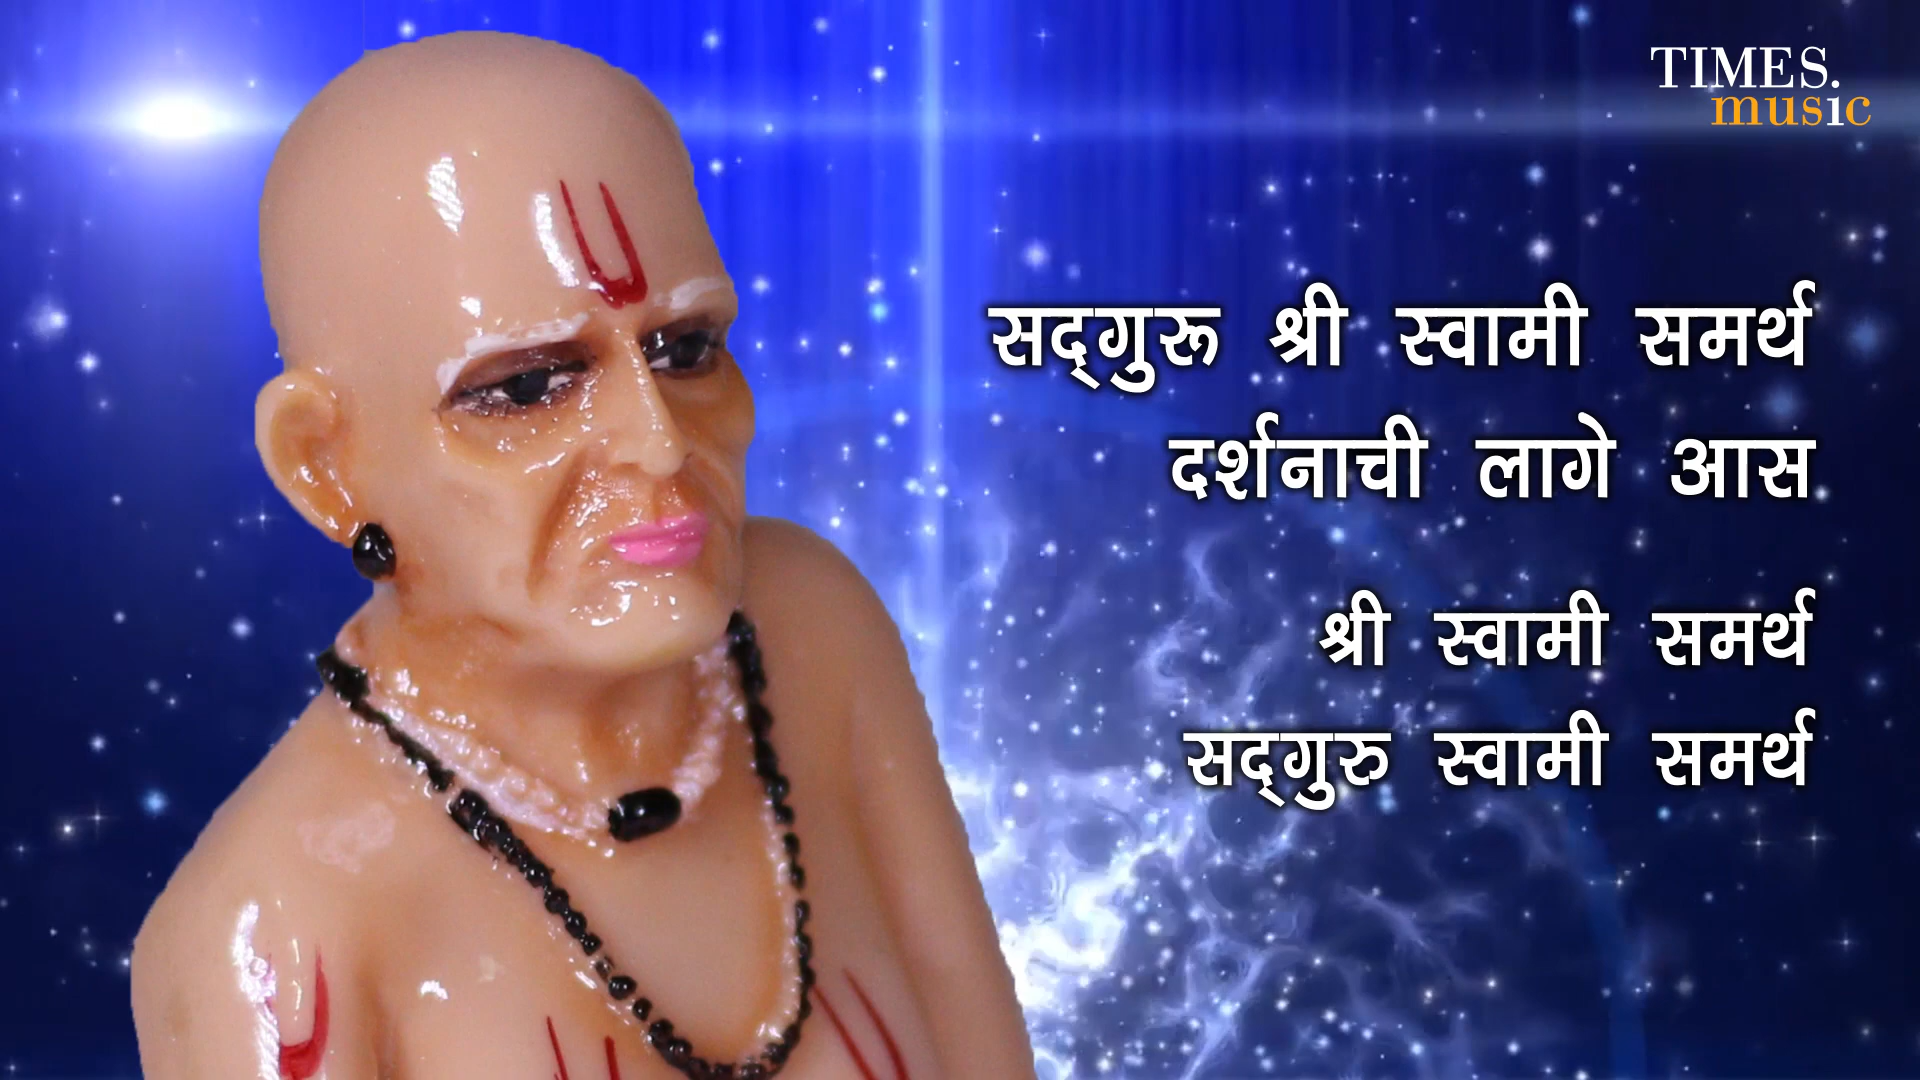 TIMES.
music
सद्‌गुरू श्री स्वामी समर्थ
दर्शनाची लागे आस
श्री स्वामी समर्थ
सद्‌गुरु स्वामी समर्थ